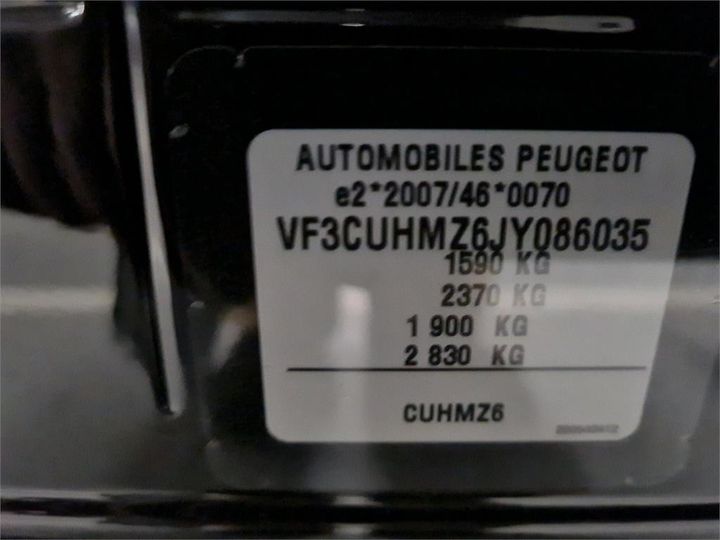 AUTOMOBILES PEUGEOT
e2*2007/46*0070
VF3CUHMZ6JY086035
1590 KG
2370 KG
1 900 KG
2 830 KG
CUHMZ6